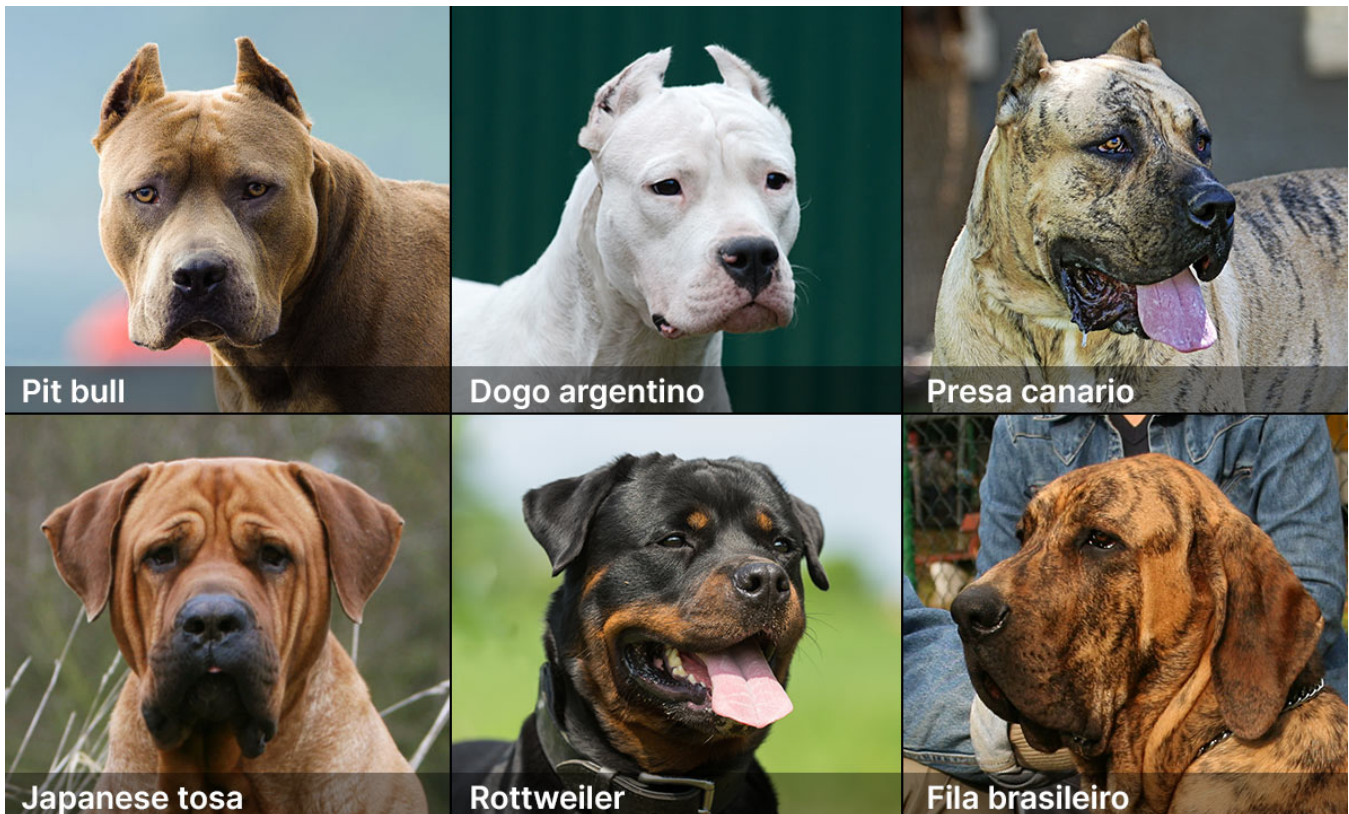 Pit bull
Dogo argentino
Presa canario
Japanese tosa
Rottweiler
Fila brasileiro